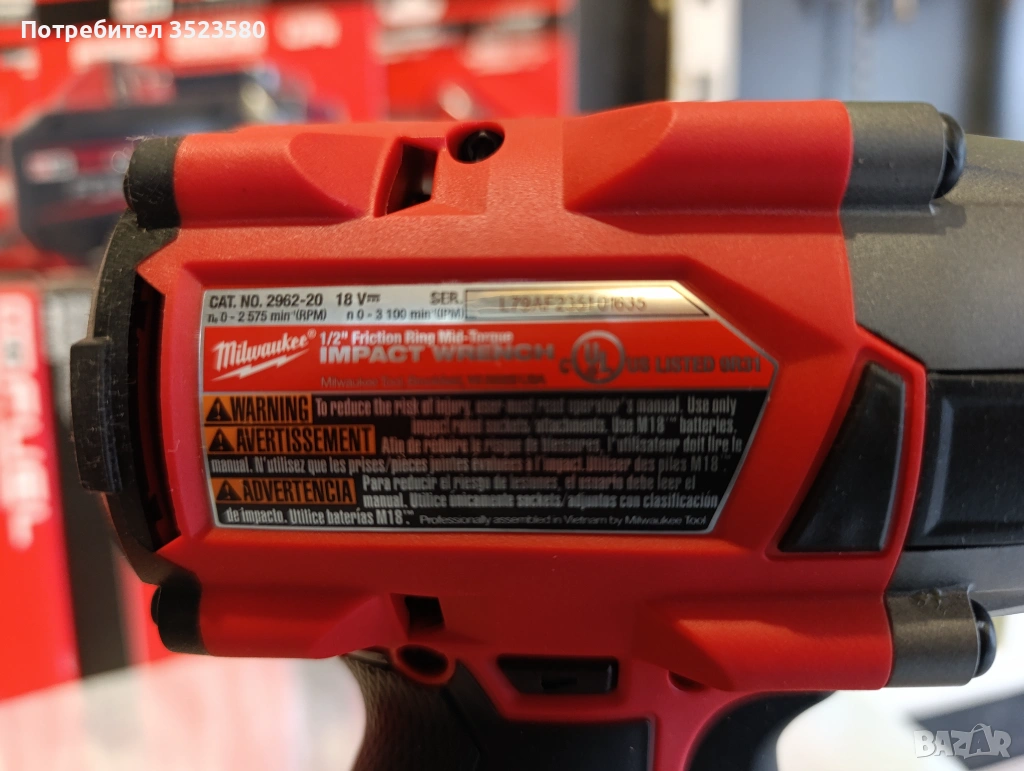 Потребител 3523580
CAT. NO. 2962-20 18 V SER. L79AF235101635
n₀ 0 - 2 575 min⁻¹(RPM) n 0 - 3 100 min⁻¹(IPM)
Milwaukee® 1/2" Friction Ring Mid-Torque
IMPACT WRENCH
C UL US LISTED
Milwaukee Tool
WARNING To reduce the risk of injury, user must read operator's manual. Use only
impact rated sockets/attachments. Use M18™ batteries.
AVERTISSEMENT Afin de réduire le risque de blessures, l'utilisateur doit lire le
manual. N'utilisez que les prises/pièces jointes évaluées à l'impact. Utiliser des piles M18™.
ADVERTENCIA Para reducir el riesgo de lesiones, el usuario debe leer el
manual. Utilice únicamente sockets/adjuntos con clasificación
de impacto. Utilice baterías M18™. Professionally assembled in Vietnam by Milwaukee Tool
BAZAR